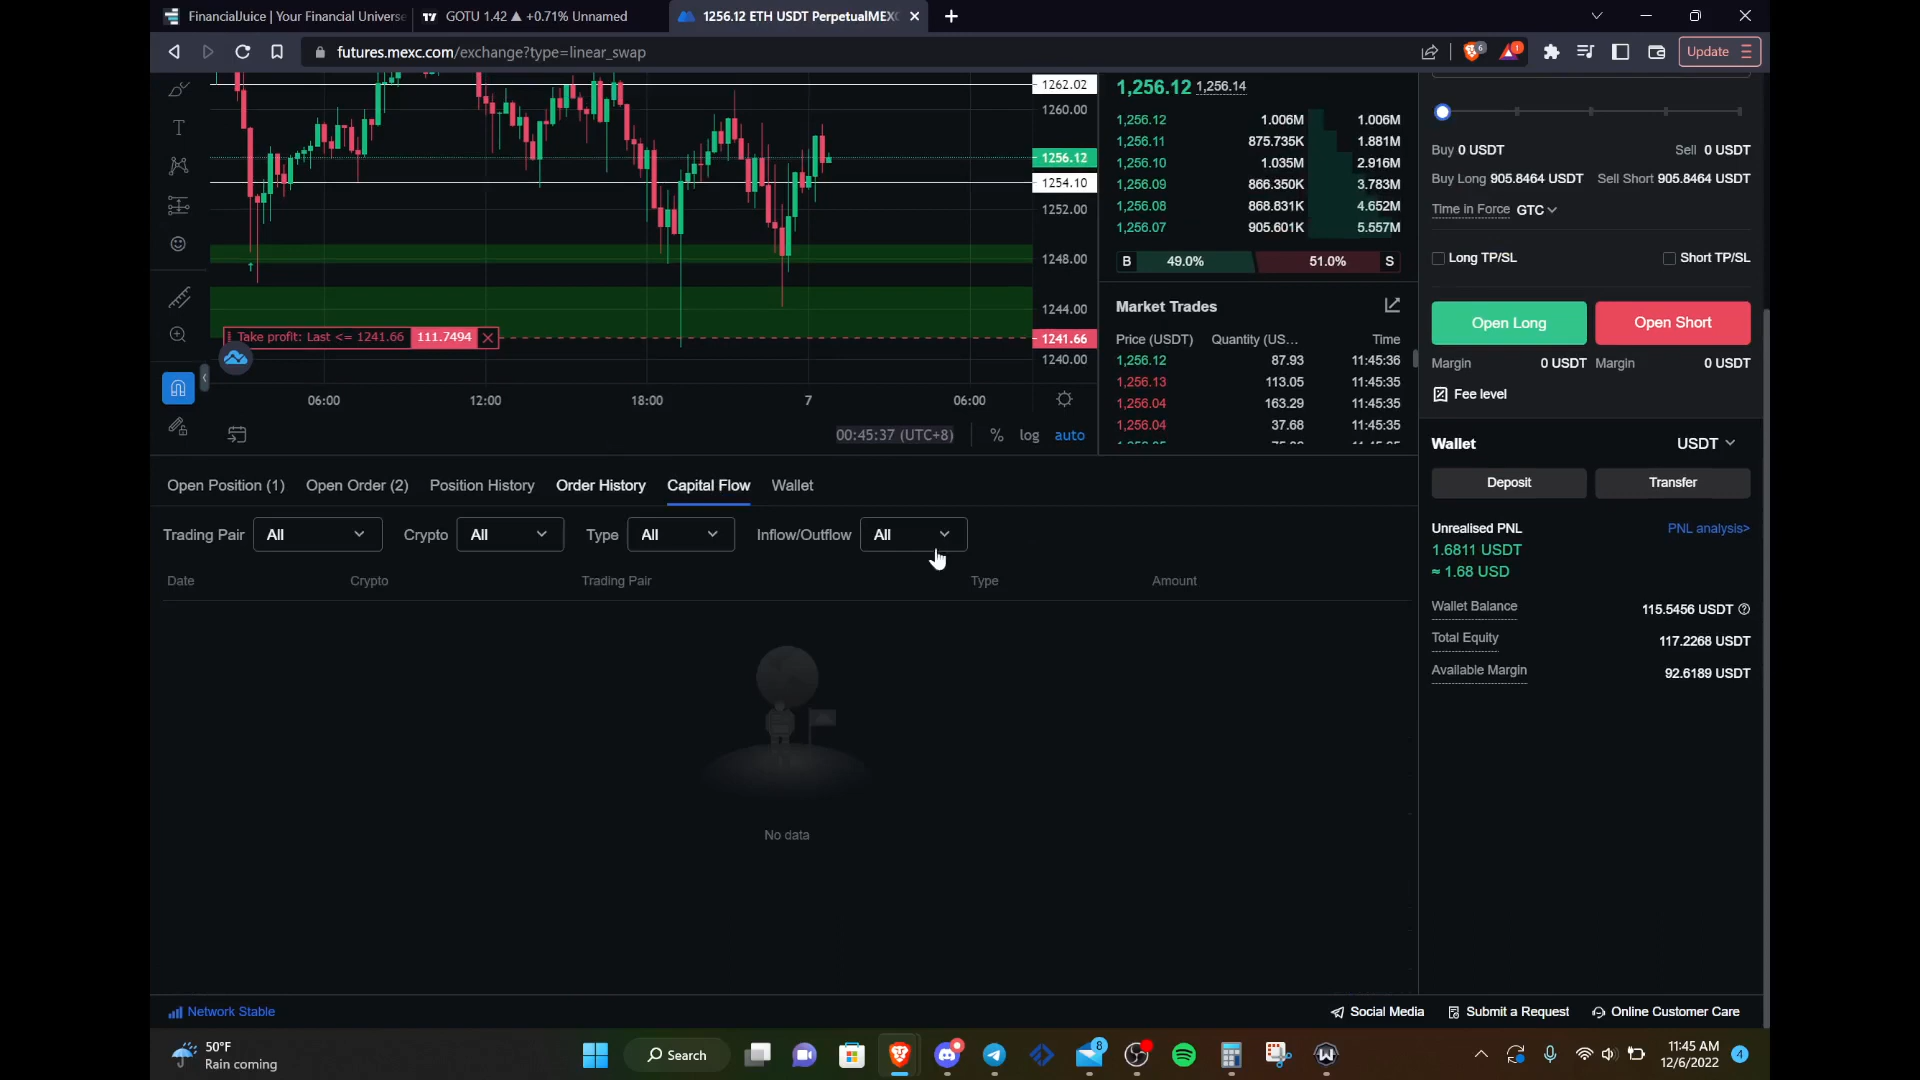 FinancialJuice | Your Financial Universe
GOTU 1.42 ▲ +0.71% Unnamed
1256.12 ETH USDT PerpetualMEXC
futures.mexc.com/exchange?type=linear_swap
6
1
Update
1262.02
1260.00
1256.12
1254.10
1252.00
1248.00
1244.00
1241.66
1240.00
Take profit: Last <= 1241.66 111.7494
06:00 12:00 18:00 7 06:00
00:45:37 (UTC+8) % log auto
1,256.12 1,256.14
1,256.12 1.006M 1.006M
1,256.11 875.735K 1.881M
1,256.10 1.035M 2.916M
1,256.09 866.350K 3.783M
1,256.08 868.831K 4.652M
1,256.07 905.601K 5.557M
B 49.0% 51.0% S
Market Trades
Price (USDT) Quantity (US... Time
1,256.12 87.93 11:45:36
1,256.13 113.05 11:45:35
1,256.04 163.29 11:45:35
1,256.04 37.68 11:45:35
Buy 0 USDT Sell 0 USDT
Buy Long 905.8464 USDT Sell Short 905.8464 USDT
Time in Force GTC
Long TP/SL Short TP/SL
Open Long Open Short
Margin 0 USDT Margin 0 USDT
Fee level
Wallet USDT
Deposit Transfer
Unrealised PNL PNL analysis>
1.6811 USDT
≈ 1.68 USD
Wallet Balance 115.5456 USDT
Total Equity 117.2268 USDT
Available Margin 92.6189 USDT
Open Position (1) Open Order (2) Position History Order History Capital Flow Wallet
Trading Pair All Crypto All Type All Inflow/Outflow All
Date Crypto Trading Pair Type Amount
No data
Network Stable
Social Media Submit a Request Online Customer Care
50°F
Rain coming
Search
8
11:45 AM
12/6/2022
4